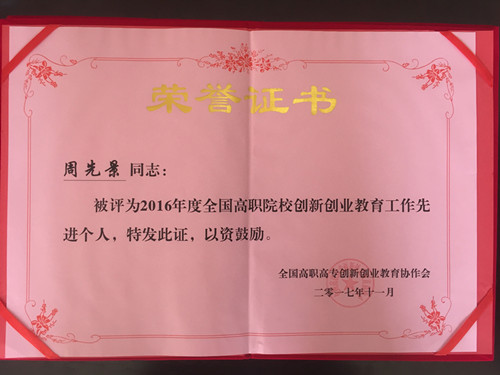 荣誉证书
周先景 同志：
被评为2016年度全国高职院校创新创业教育工作先
进个人，特发此证，以资鼓励。
全国高职高专创新创业教育协作会
二零一七年十一月